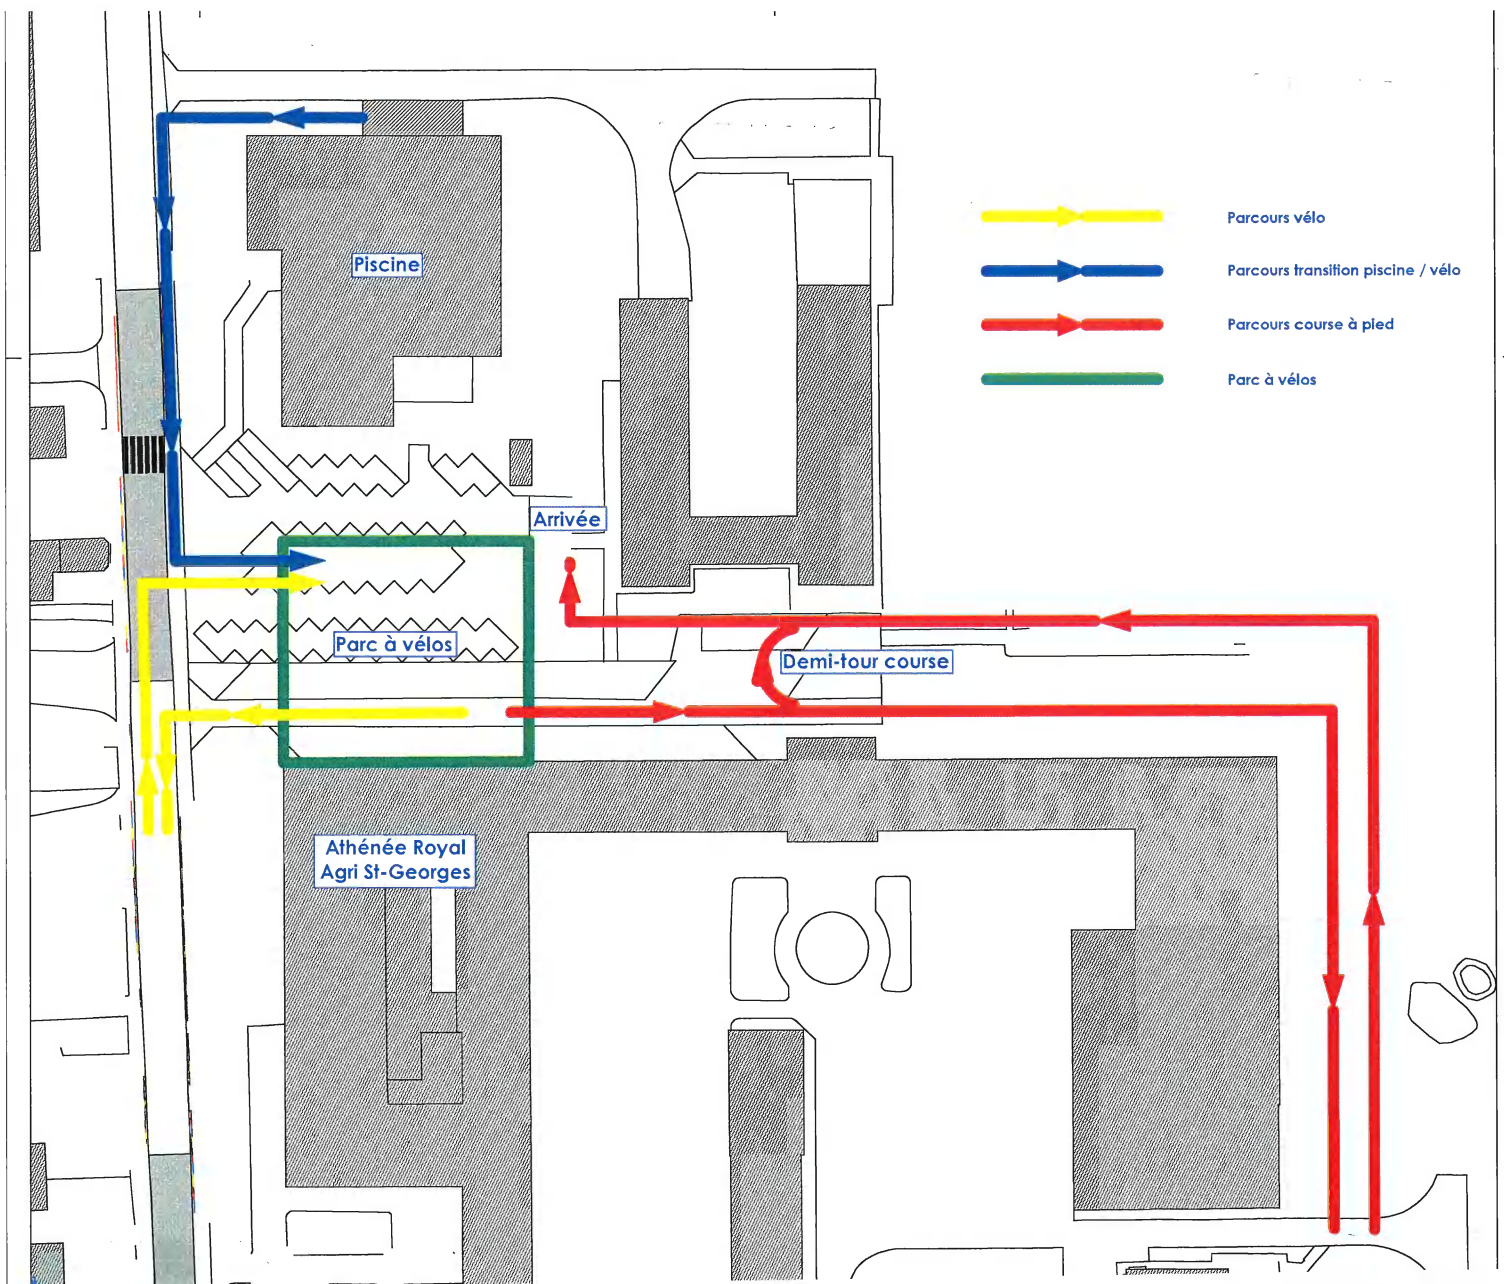 Parcours vélo
Piscine
Parcours transition piscine / vélo
Parcours course à pied
Parc à vélos
Arrivée
Parc à vélos
Demi-tour course
Athénée Royal
Agri St-Georges